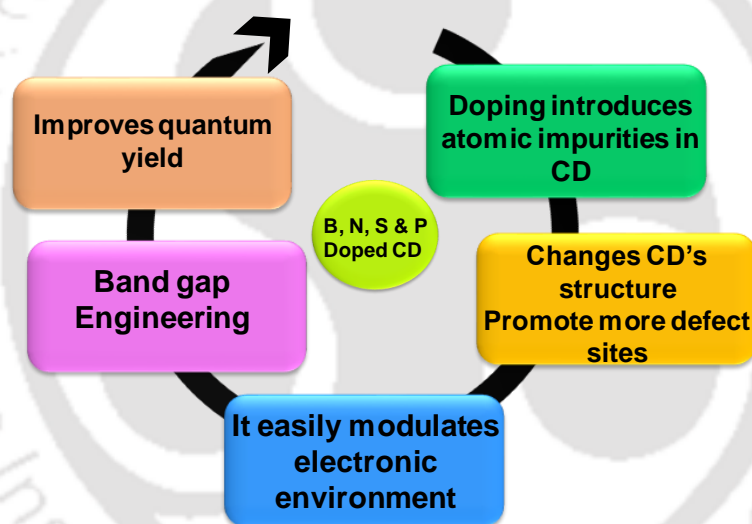 Improves quantum
yield
Doping introduces
atomic impurities in
CD
B, N, S & P
Doped CD
Band gap
Engineering
Changes CD's
structure
Promote more defect
sites
It easily modulates
electronic
environment